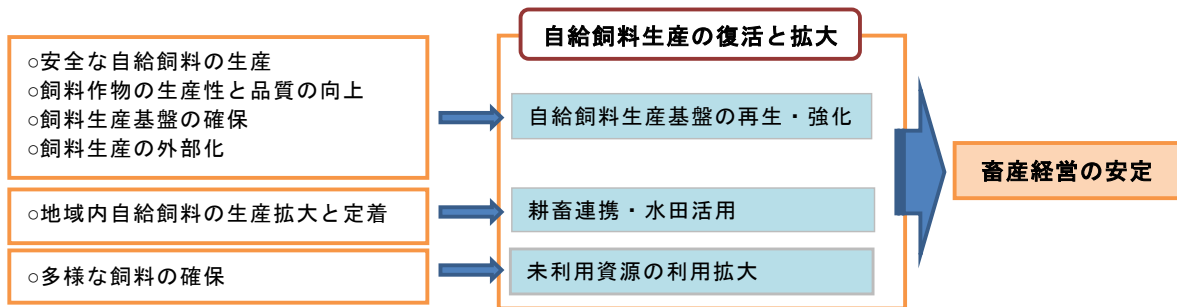 自給飼料生産の復活と拡大
○安全な自給飼料の生産
○飼料作物の生産性と品質の向上
○飼料生産基盤の確保
○飼料生産の外部化
自給飼料生産基盤の再生・強化
畜産経営の安定
○地域内自給飼料の生産拡大と定着
耕畜連携・水田活用
○多様な飼料の確保
未利用資源の利用拡大